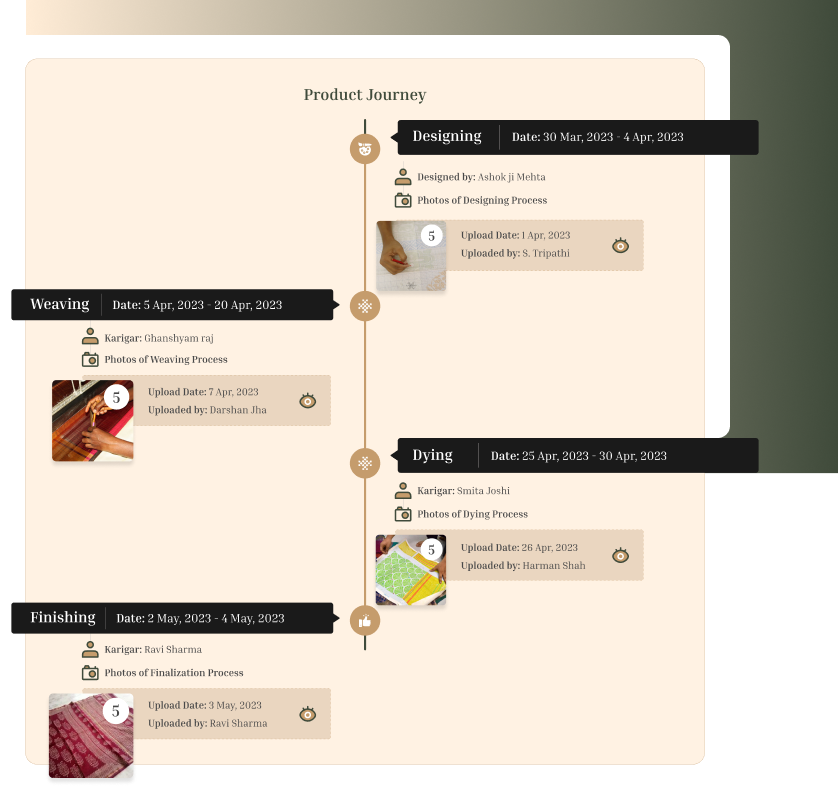 Product Journey
Designing Date: 30 Mar, 2023 - 4 Apr, 2023
Designed by: Ashok ji Mehta
Photos of Designing Process
5
Upload Date: 1 Apr, 2023
Uploaded by: S. Tripathi
Weaving Date: 5 Apr, 2023 - 20 Apr, 2023
Karigar: Ghanshyam raj
Photos of Weaving Process
5
Upload Date: 7 Apr, 2023
Uploaded by: Darshan Jha
Dying Date: 25 Apr, 2023 - 30 Apr, 2023
Karigar: Smita Joshi
Photos of Dying Process
5
Upload Date: 26 Apr, 2023
Uploaded by: Harman Shah
Finishing Date: 2 May, 2023 - 4 May, 2023
Karigar: Ravi Sharma
Photos of Finalization Process
5
Upload Date: 3 May, 2023
Uploaded by: Ravi Sharma